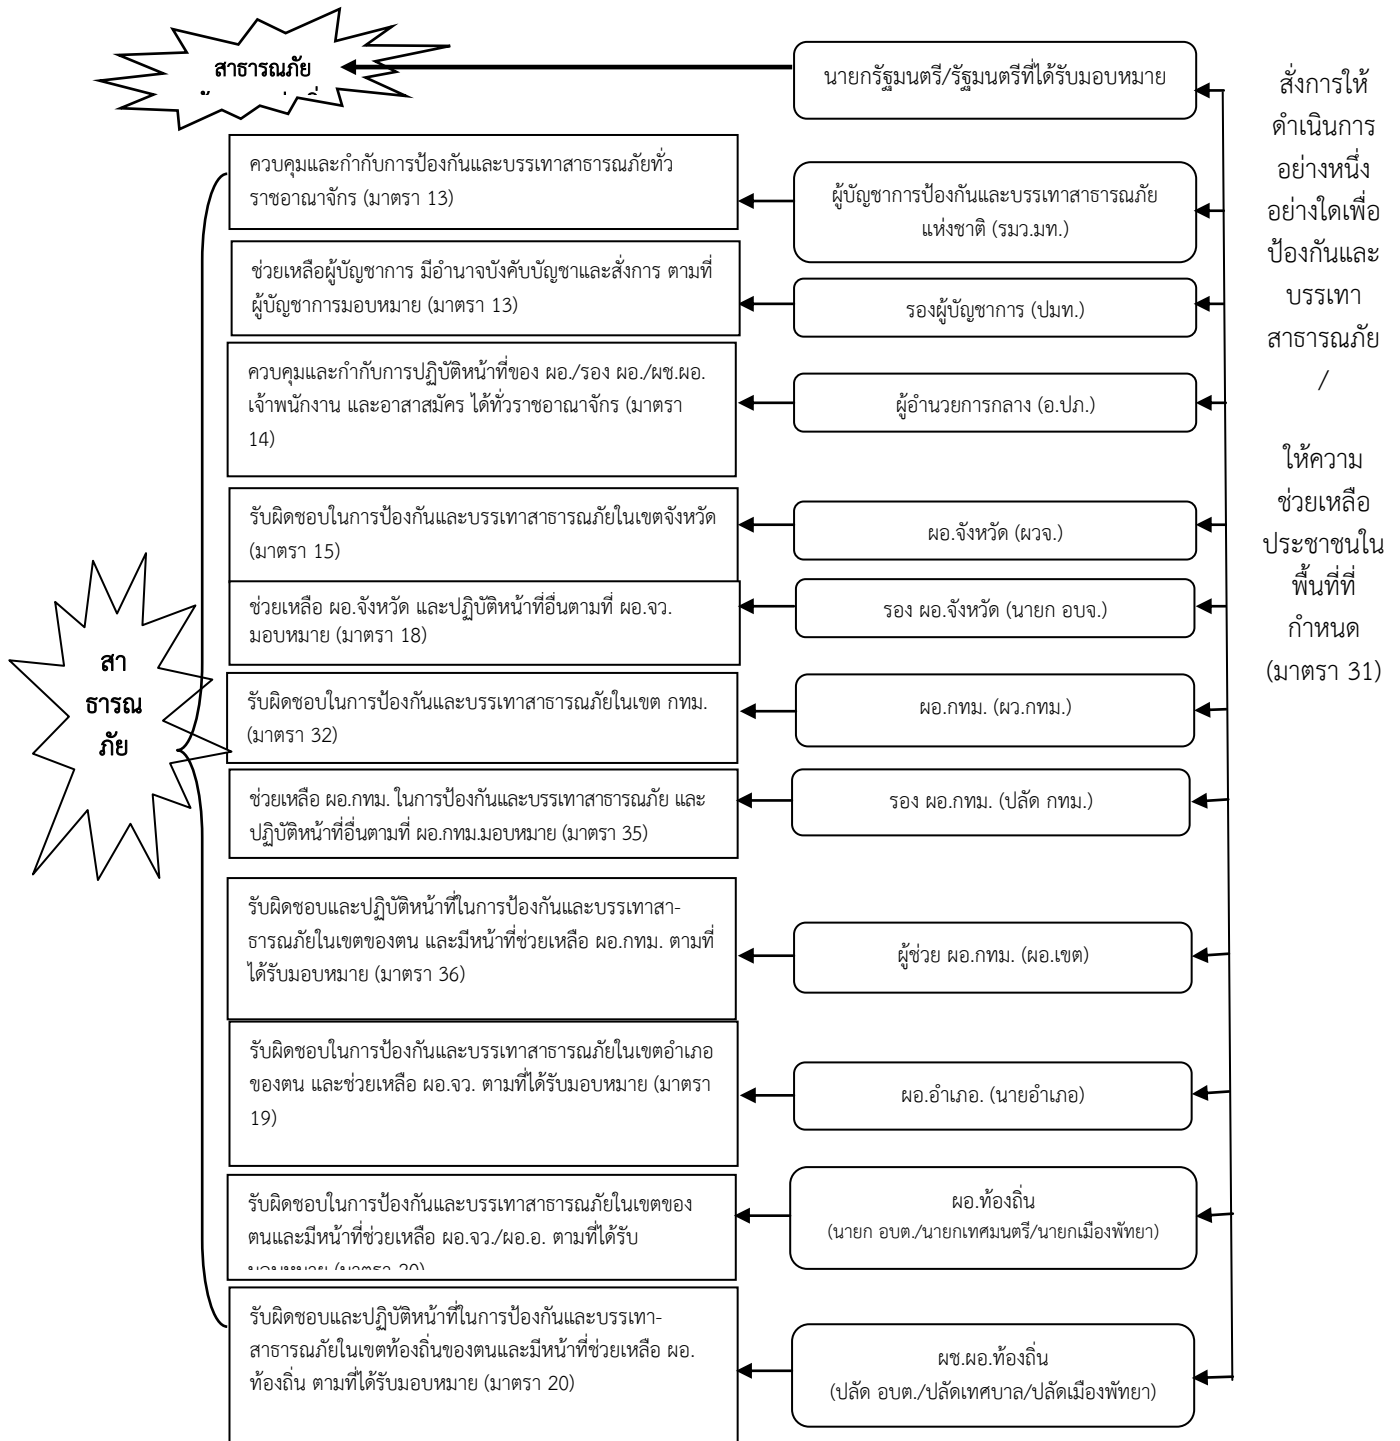 สาธารณภัย
นายกรัฐมนตรี/รัฐมนตรีที่ได้รับมอบหมาย
ควบคุมและกำกับการป้องกันและบรรเทาสาธารณภัยทั่ว
ราชอาณาจักร (มาตรา 13)
ผู้บัญชาการป้องกันและบรรเทาสาธารณภัย
แห่งชาติ (รมว.มท.)
ช่วยเหลือผู้บัญชาการ มีอำนาจบังคับบัญชาและสั่งการ ตามที่
ผู้บัญชาการมอบหมาย (มาตรา 13)
รองผู้บัญชาการ (ปมท.)
ควบคุมและกำกับการปฏิบัติหน้าที่ของ ผอ./รอง ผอ./ผช.ผอ.
เจ้าพนักงาน และอาสาสมัคร ได้ทั่วราชอาณาจักร (มาตรา
14)
ผู้อำนวยการกลาง (อ.ปภ.)
รับผิดชอบในการป้องกันและบรรเทาสาธารณภัยในเขตจังหวัด
(มาตรา 15)
ผอ.จังหวัด (ผวจ.)
ช่วยเหลือ ผอ.จังหวัด และปฏิบัติหน้าที่อื่นตามที่ ผอ.จว.
มอบหมาย (มาตรา 18)
รอง ผอ.จังหวัด (นายก อบจ.)
สา
ธารณ
ภัย
รับผิดชอบในการป้องกันและบรรเทาสาธารณภัยในเขต กทม.
(มาตรา 32)
ผอ.กทม. (ผว.กทม.)
ช่วยเหลือ ผอ.กทม. ในการป้องกันและบรรเทาสาธารณภัย และ
ปฏิบัติหน้าที่อื่นตามที่ ผอ.กทม.มอบหมาย (มาตรา 35)
รอง ผอ.กทม. (ปลัด กทม.)
รับผิดชอบและปฏิบัติหน้าที่ในการป้องกันและบรรเทาสา-
ธารณภัยในเขตของตน และมีหน้าที่ช่วยเหลือ ผอ.กทม. ตามที่
ได้รับมอบหมาย (มาตรา 36)
ผู้ช่วย ผอ.กทม. (ผอ.เขต)
รับผิดชอบในการป้องกันและบรรเทาสาธารณภัยในเขตอำเภอ
ของตน และช่วยเหลือ ผอ.จว. ตามที่ได้รับมอบหมาย (มาตรา
19)
ผอ.อำเภอ. (นายอำเภอ)
รับผิดชอบในการป้องกันและบรรเทาสาธารณภัยในเขตของ
ตนและมีหน้าที่ช่วยเหลือ ผอ.จว./ผอ.อ. ตามที่ได้รับ
มอบหมาย (มาตรา 20)
ผอ.ท้องถิ่น
(นายก อบต./นายกเทศมนตรี/นายกเมืองพัทยา)
รับผิดชอบและปฏิบัติหน้าที่ในการป้องกันและบรรเทา-
สาธารณภัยในเขตท้องถิ่นของตนและมีหน้าที่ช่วยเหลือ ผอ.
ท้องถิ่น ตามที่ได้รับมอบหมาย (มาตรา 20)
ผช.ผอ.ท้องถิ่น
(ปลัด อบต./ปลัดเทศบาล/ปลัดเมืองพัทยา)
สั่งการให้
ดำเนินการ
อย่างหนึ่ง
อย่างใดเพื่อ
ป้องกันและ
บรรเทา
สาธารณภัย
/
ให้ความ
ช่วยเหลือ
ประชาชนใน
พื้นที่ที่
กำหนด
(มาตรา 31)